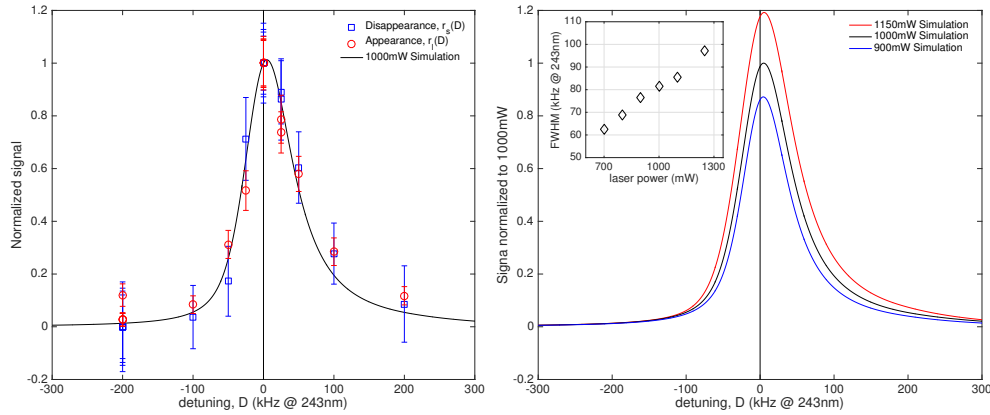 1.2
1
0.8
0.6
0.4
0.2
0
-0.2
-300 -200 -100 0 100 200 300
Normalized signal
detuning, D (kHz @ 243nm)
Disappearance, r_s(D)
Appearance, r_l(D)
1000mW Simulation
1.2
1
0.8
0.6
0.4
0.2
0
-0.2
-300 -200 -100 0 100 200 300
Signa normalized to 1000mW
detuning, D (kHz @ 243nm)
1150mW Simulation
1000mW Simulation
900mW Simulation
110
100
90
80
70
60
50
700 1000 1300
FWHM (kHz @ 243nm)
laser power (mW)